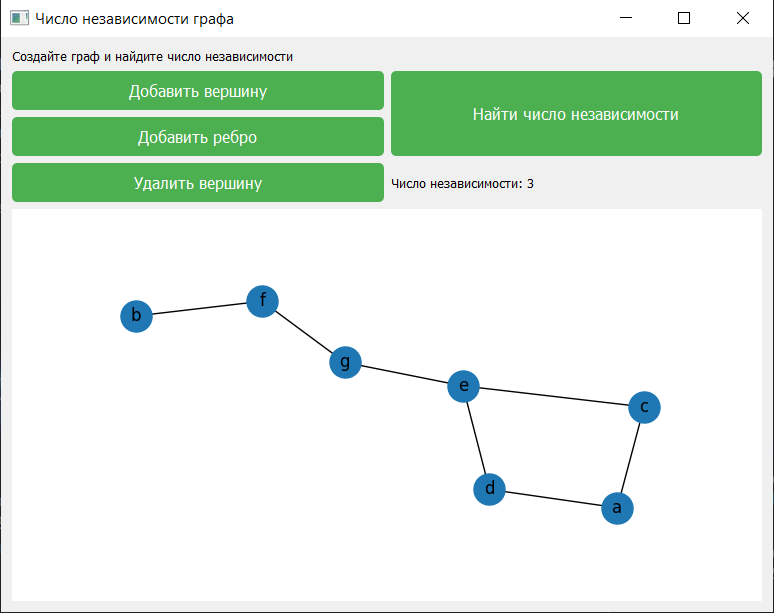 Число независимости графа
Создайте граф и найдите число независимости
Добавить вершину
Добавить ребро
Удалить вершину
Найти число независимости
Число независимости: 3
b
f
g
e
c
d
a